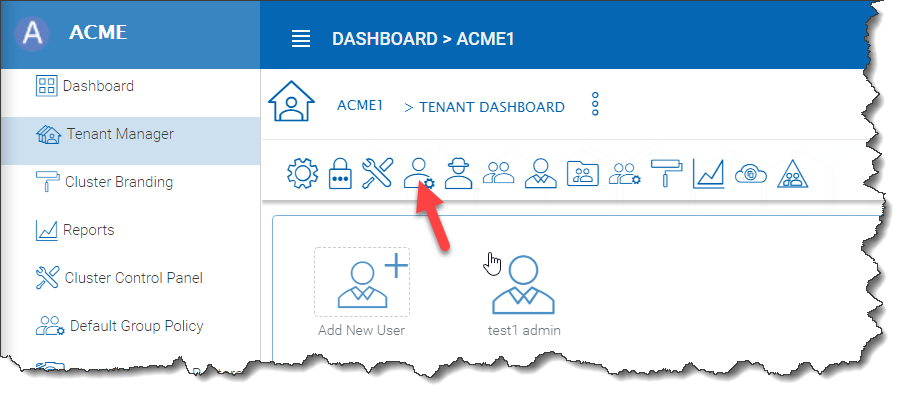 A ACME
DASHBOARD > ACME1
Dashboard
Tenant Manager
Cluster Branding
Reports
Cluster Control Panel
Default Group Policy
ACME1 > TENANT DASHBOARD
Add New User
test1 admin